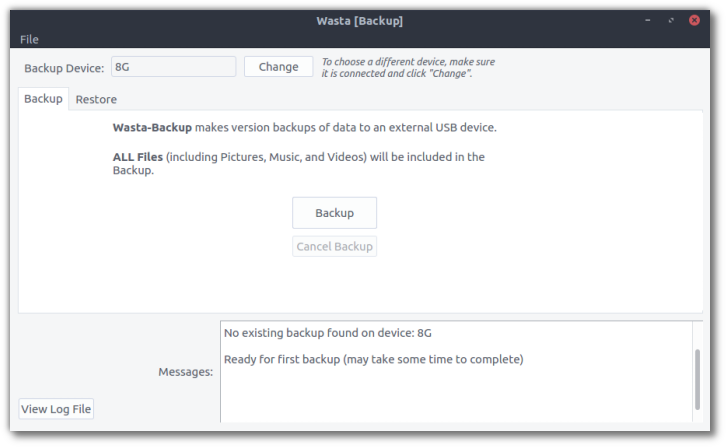 Wasta [Backup]
File
Backup Device: 8G Change To choose a different device, make sure
it is connected and click "Change".
Backup Restore
Wasta-Backup makes version backups of data to an external USB device.
ALL Files (including Pictures, Music, and Videos) will be included in the
Backup.
Backup
Cancel Backup
No existing backup found on device: 8G
Ready for first backup (may take some time to complete)
Messages:
View Log File